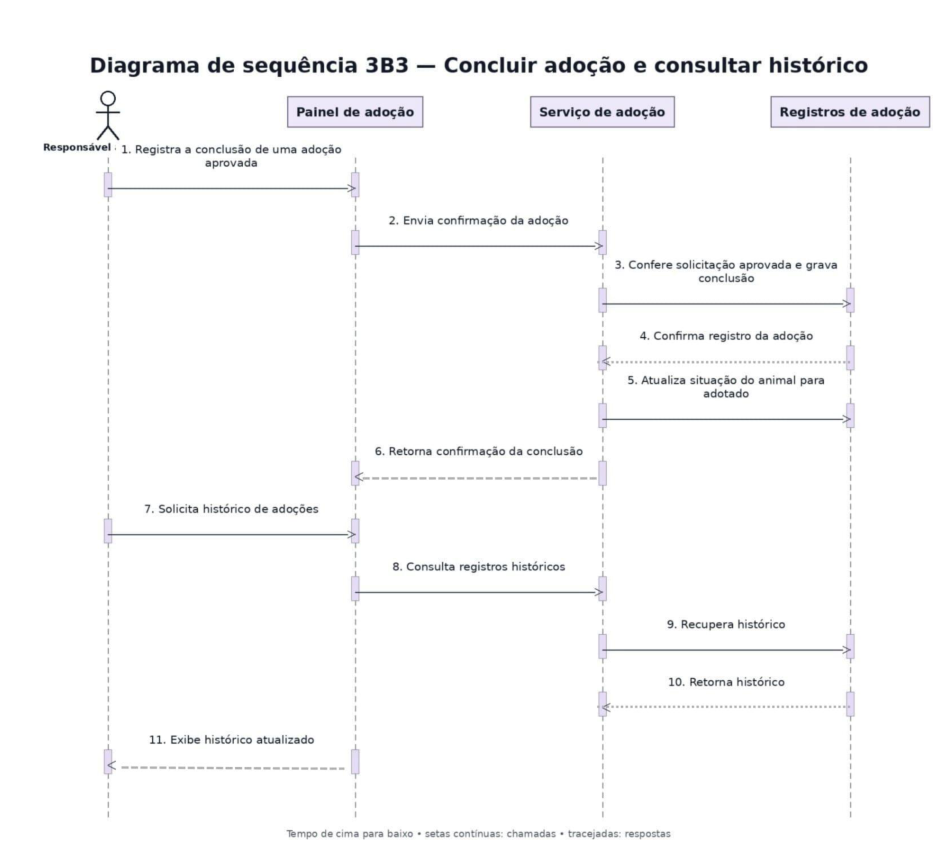 Diagrama de sequência 3B3 — Concluir adoção e consultar histórico
Painel de adoção
Serviço de adoção
Registros de adoção
Responsável
1. Registra a conclusão de uma adoção
aprovada
2. Envia confirmação da adoção
3. Confere solicitação aprovada e grava
conclusão
4. Confirma registro da adoção
5. Atualiza situação do animal para
adotado
6. Retorna confirmação da conclusão
7. Solicita histórico de adoções
8. Consulta registros históricos
9. Recupera histórico
10. Retorna histórico
11. Exibe histórico atualizado
Tempo de cima para baixo • setas contínuas: chamadas • tracejadas: respostas